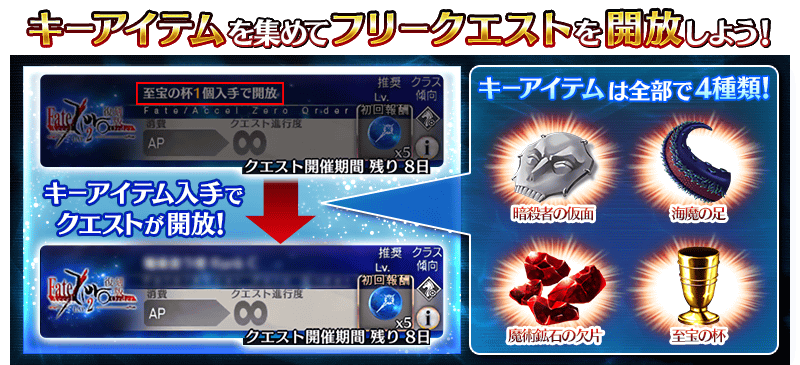 キーアイテムを集めてフリークエストを開放しよう!
至宝の杯1個入手で開放
Fate/Accel Zero Order
推奨
Lv.
クラス
傾向
初回報酬
消費
AP
クエスト進行度
∞
x5
クエスト開催期間 残り 8日
キーアイテム入手で
クエストが開放!
推奨
Lv.
クラス
傾向
初回報酬
消費
AP
クエスト進行度
∞
x5
クエスト開催期間 残り 8日
キーアイテムは全部で4種類!
暗殺者の仮面
海魔の足
魔術鉱石の欠片
至宝の杯